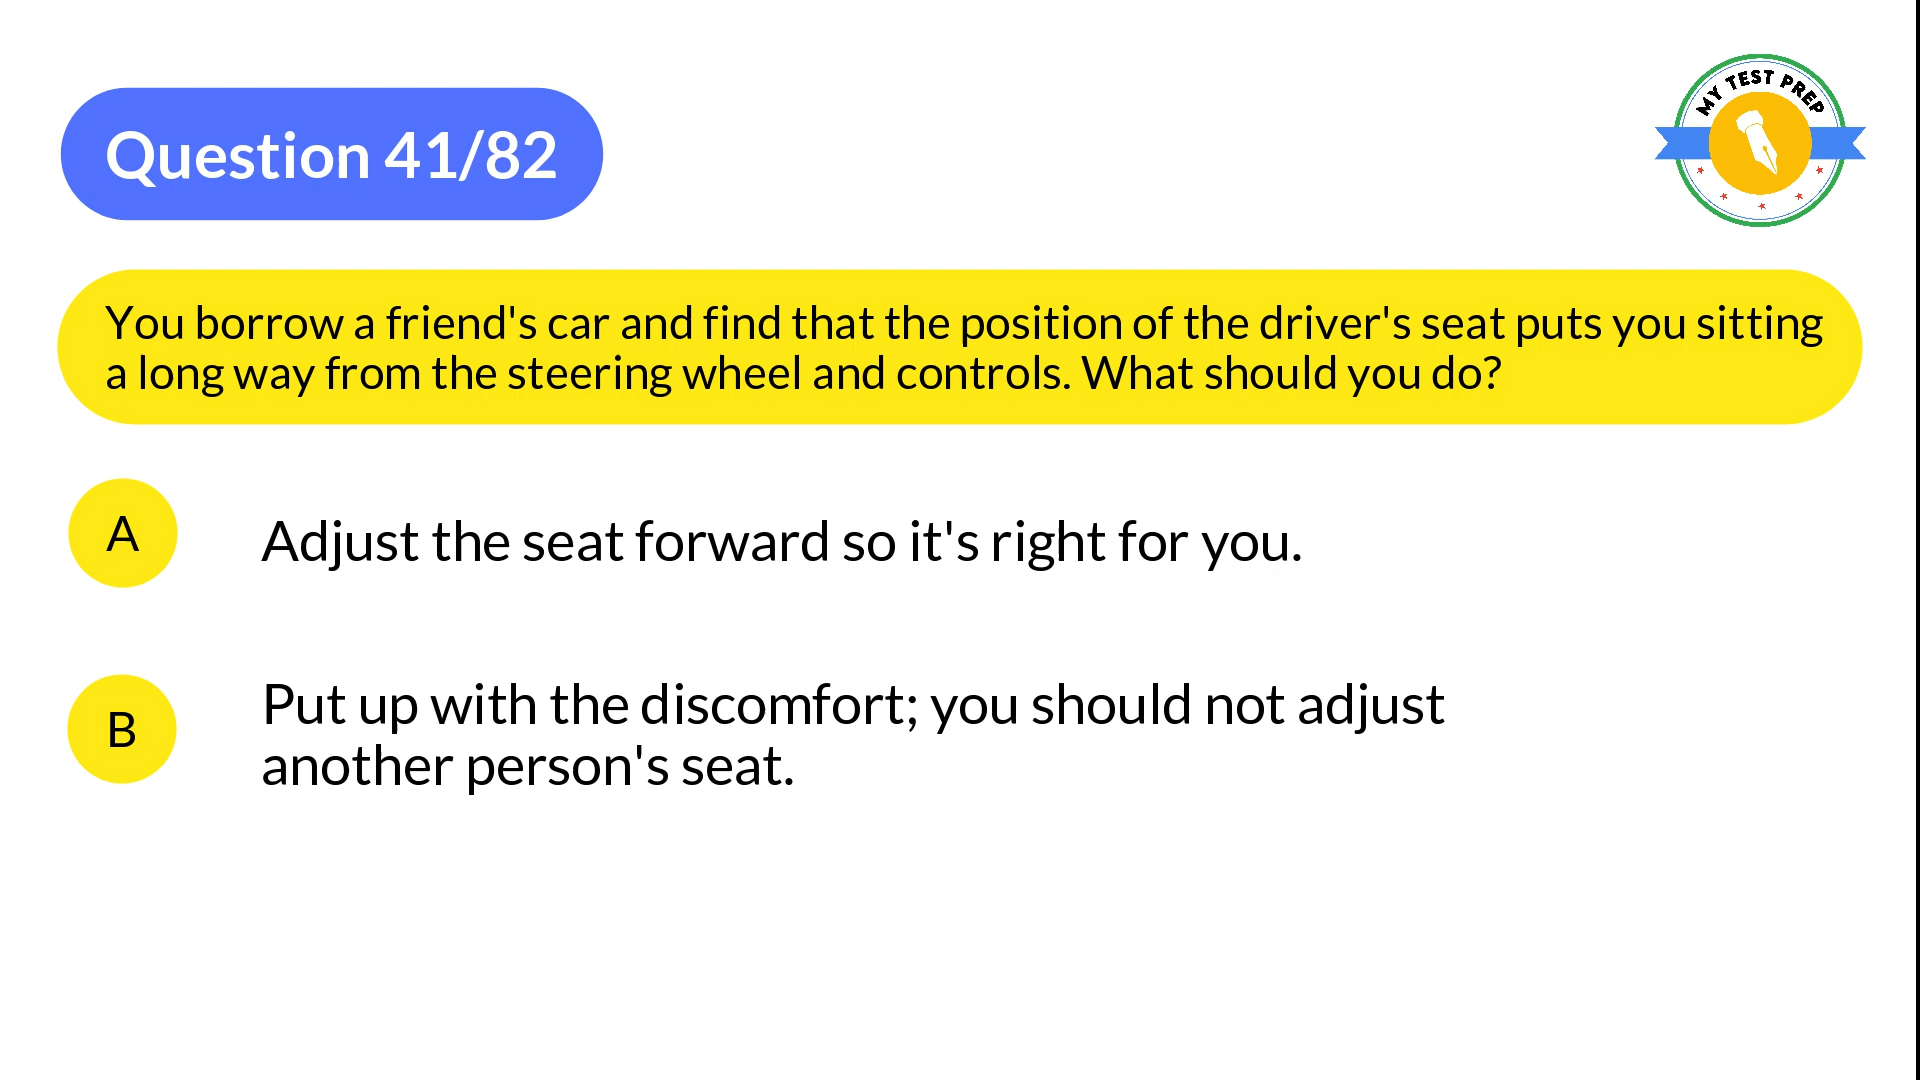 MY TEST PREP
Question 41/82
You borrow a friend's car and find that the position of the driver's seat puts you sitting
a long way from the steering wheel and controls. What should you do?
A
Adjust the seat forward so it's right for you.
B
Put up with the discomfort; you should not adjust
another person's seat.